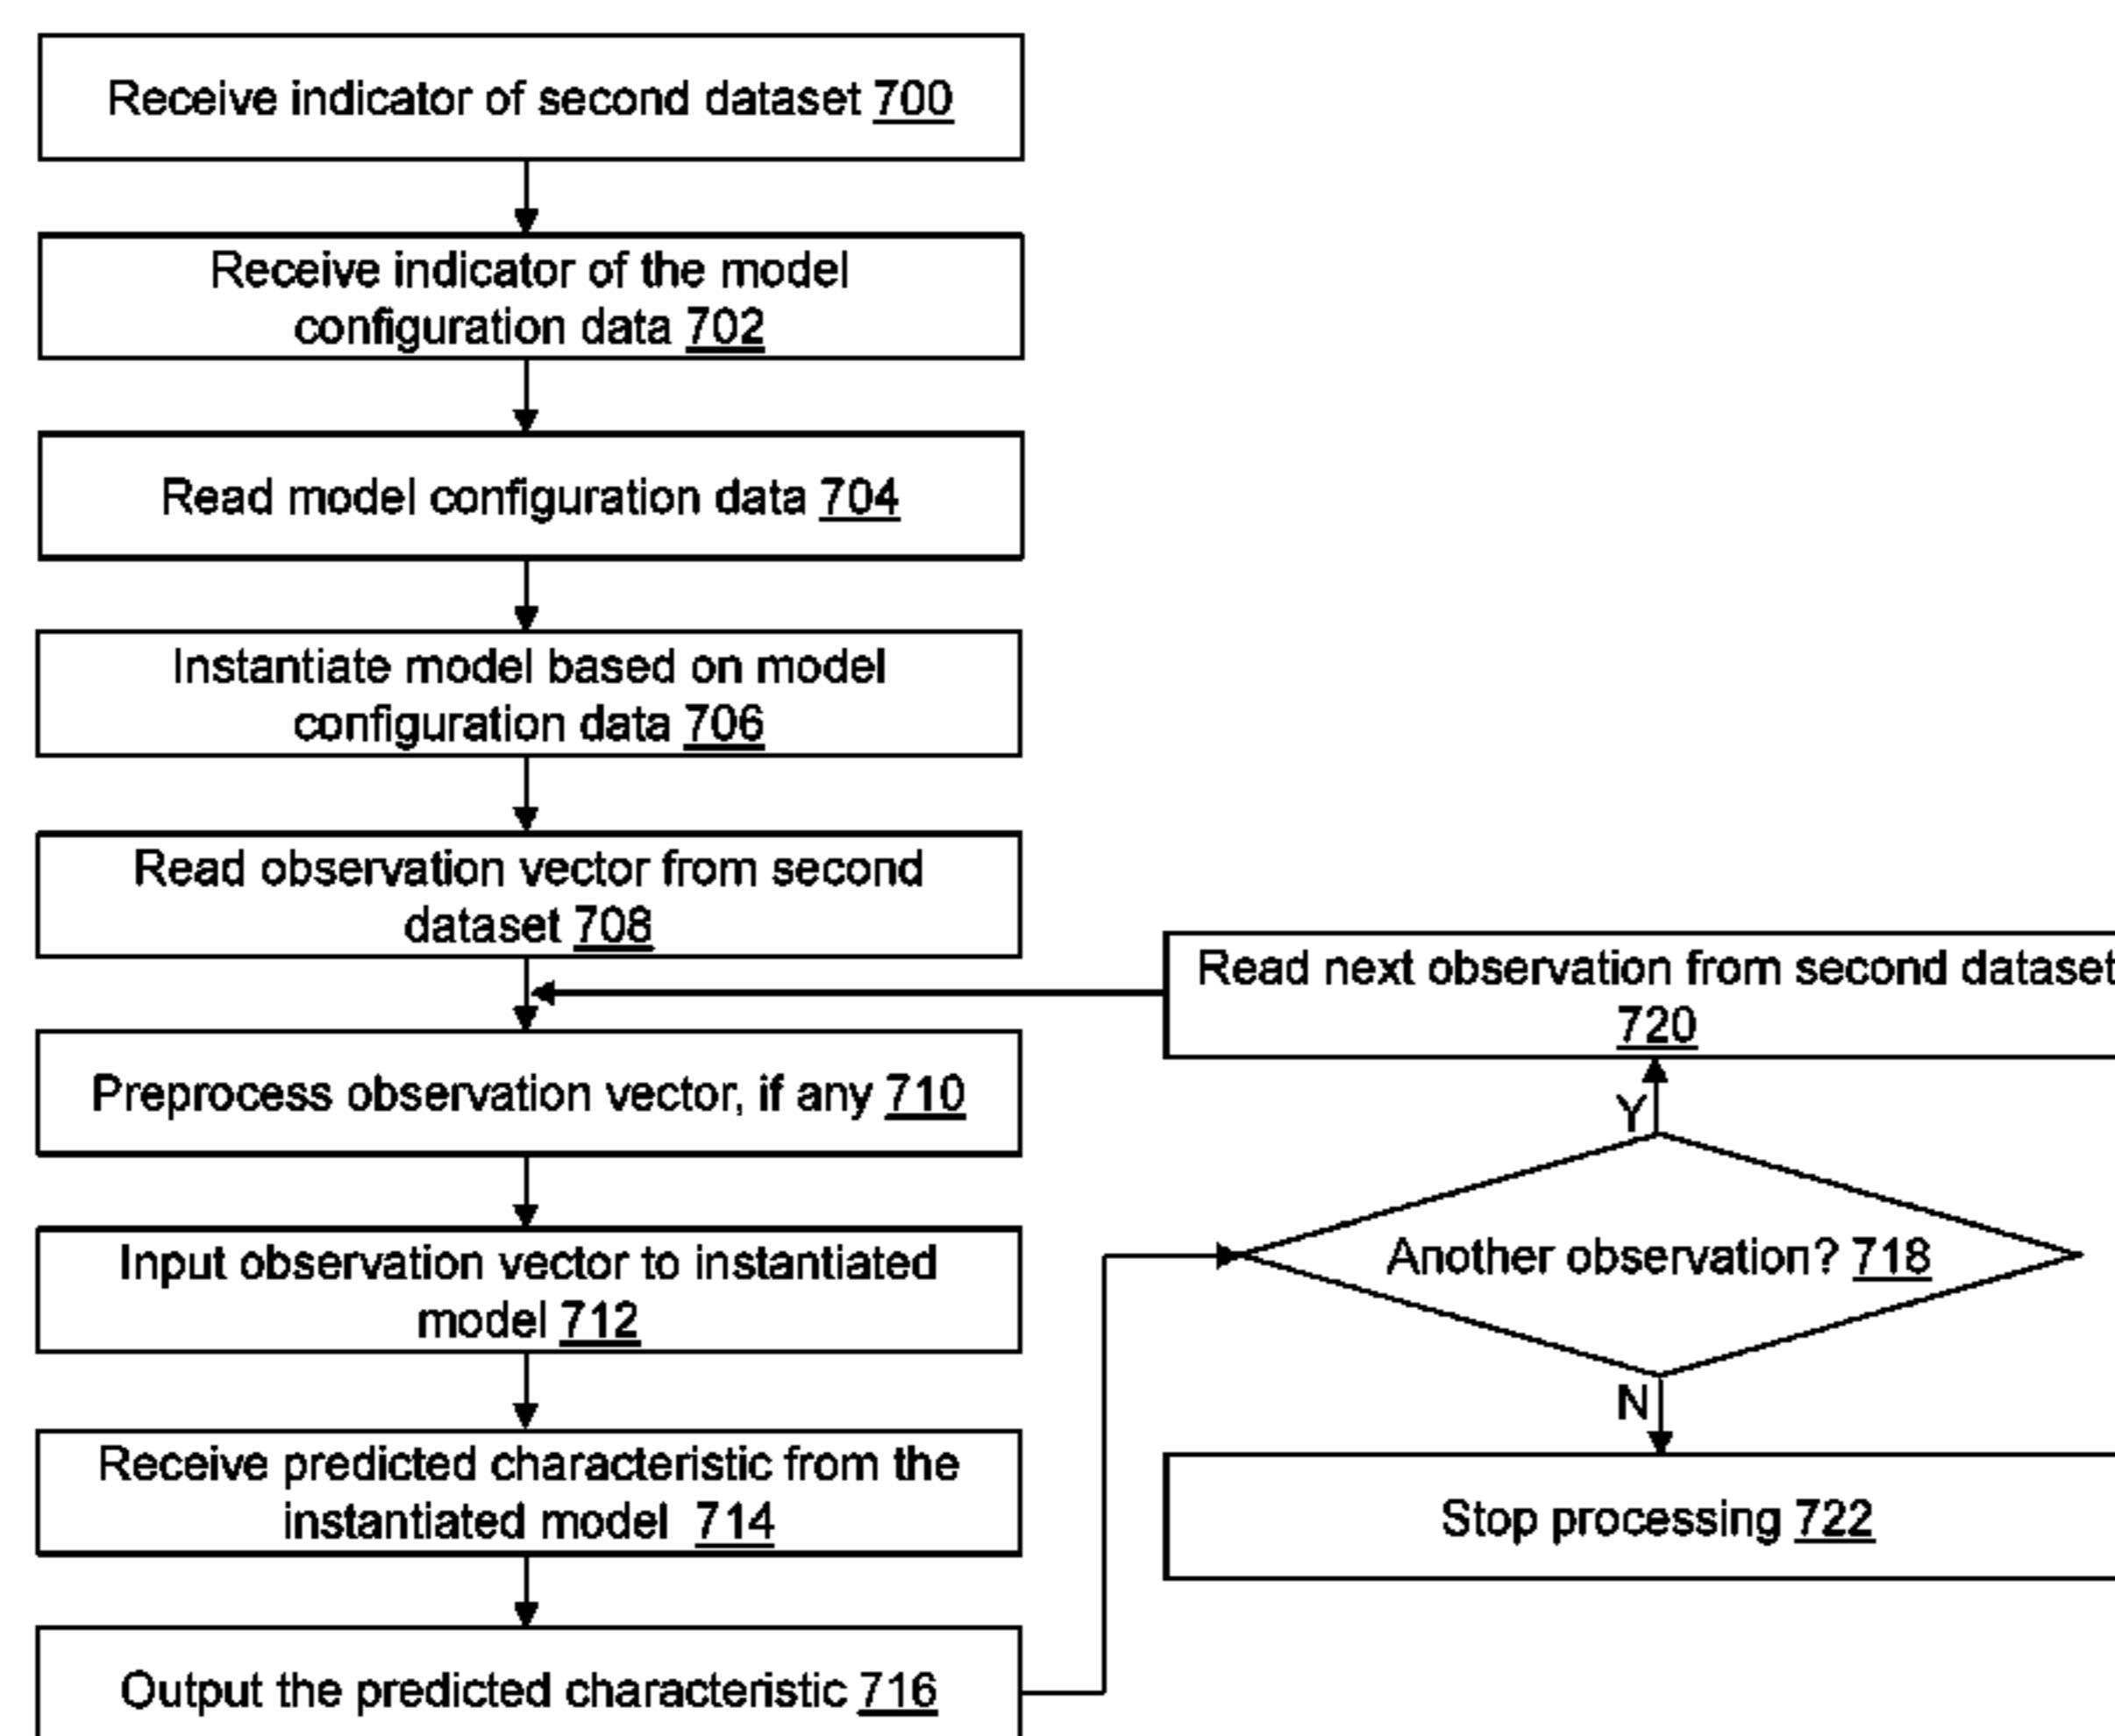 Receive indicator of second dataset 700
Receive indicator of the model
configuration data 702
Read model configuration data 704
Instantiate model based on model
configuration data 706
Read observation vector from second
dataset 708
Preprocess observation vector, if any 710
Input observation vector to instantiated
model 712
Receive predicted characteristic from the
instantiated model 714
Output the predicted characteristic 716
Read next observation from second dataset
720
Y
Another observation? 718
N
Stop processing 722